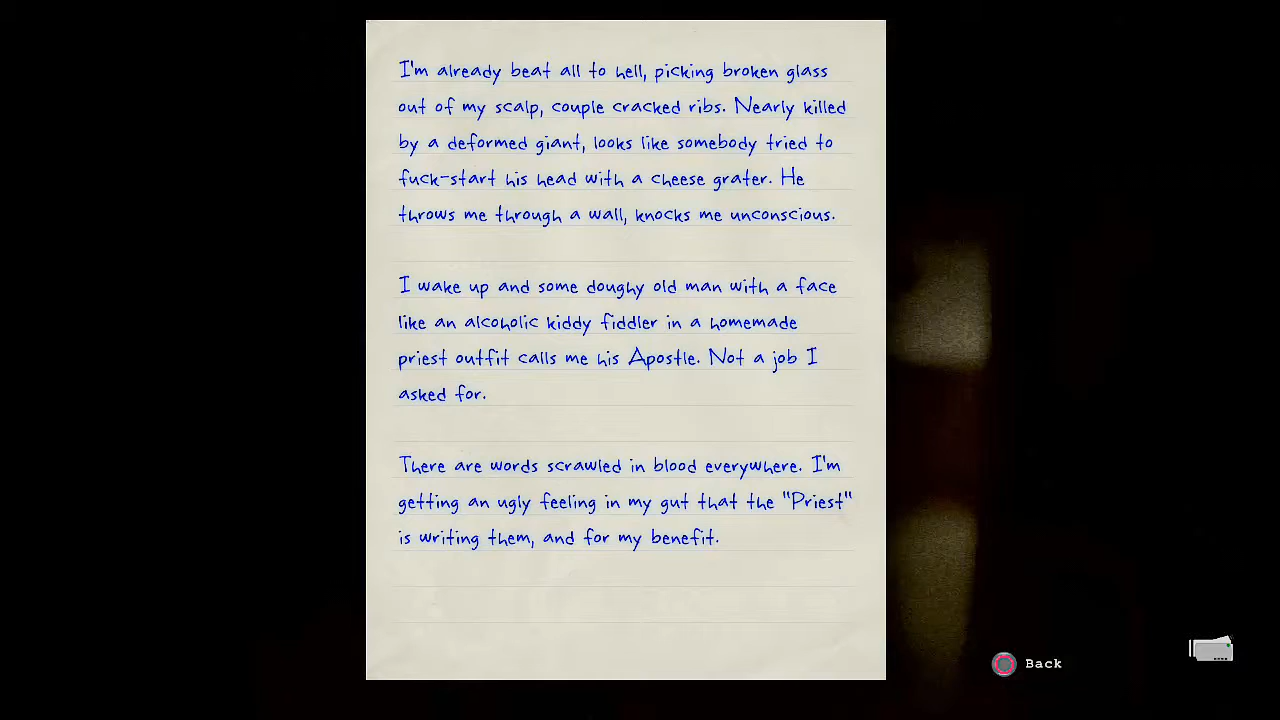 I'm already beat all to hell, picking broken glass
out of my scalp, couple cracked ribs. Nearly killed
by a deformed giant, looks like somebody tried to
fuck-start his head with a cheese grater. He
throws me through a wall, knocks me unconscious.
I wake up and some doughy old man with a face
like an alcoholic kiddy fiddler in a homemade
priest outfit calls me his Apostle. Not a job I
asked for.
There are words scrawled in blood everywhere. I'm
getting an ugly feeling in my gut that the "Priest"
is writing them, and for my benefit.
Back